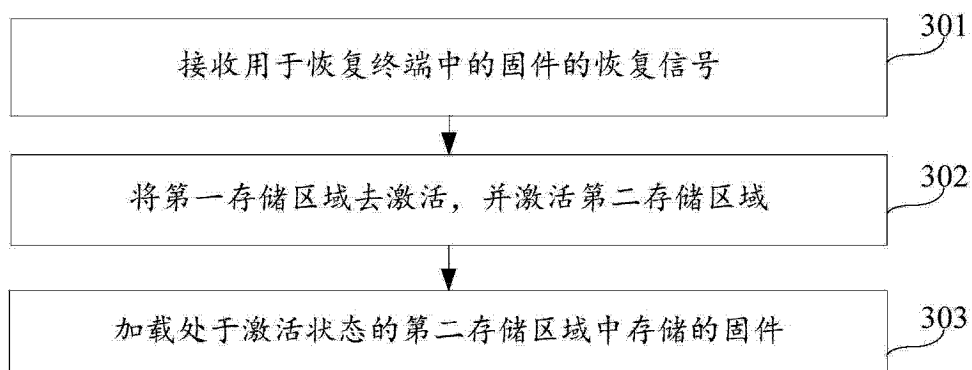 301
接收用于恢复终端中的固件的恢复信号
302
将第一存储区域去激活，并激活第二存储区域
303
加载处于激活状态的第二存储区域中存储的固件